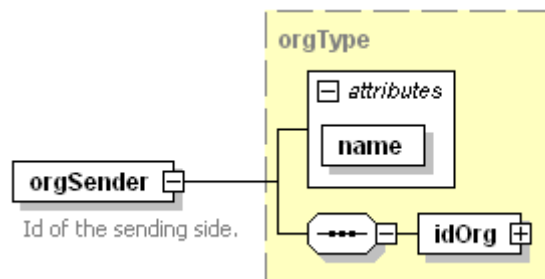 orgType
attributes
name
orgSender
Id of the sending side.
idOrg